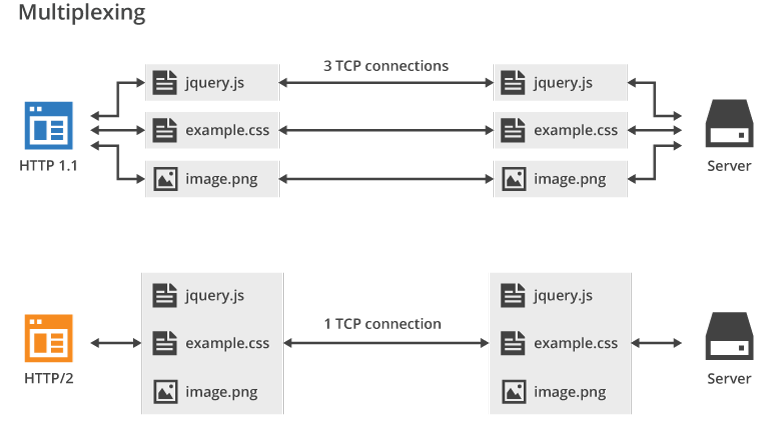 Multiplexing
3 TCP connections
jquery.js
jquery.js
example.css
example.css
HTTP 1.1
Server
image.png
image.png
jquery.js
jquery.js
1 TCP connection
example.css
example.css
HTTP/2
Server
image.png
image.png